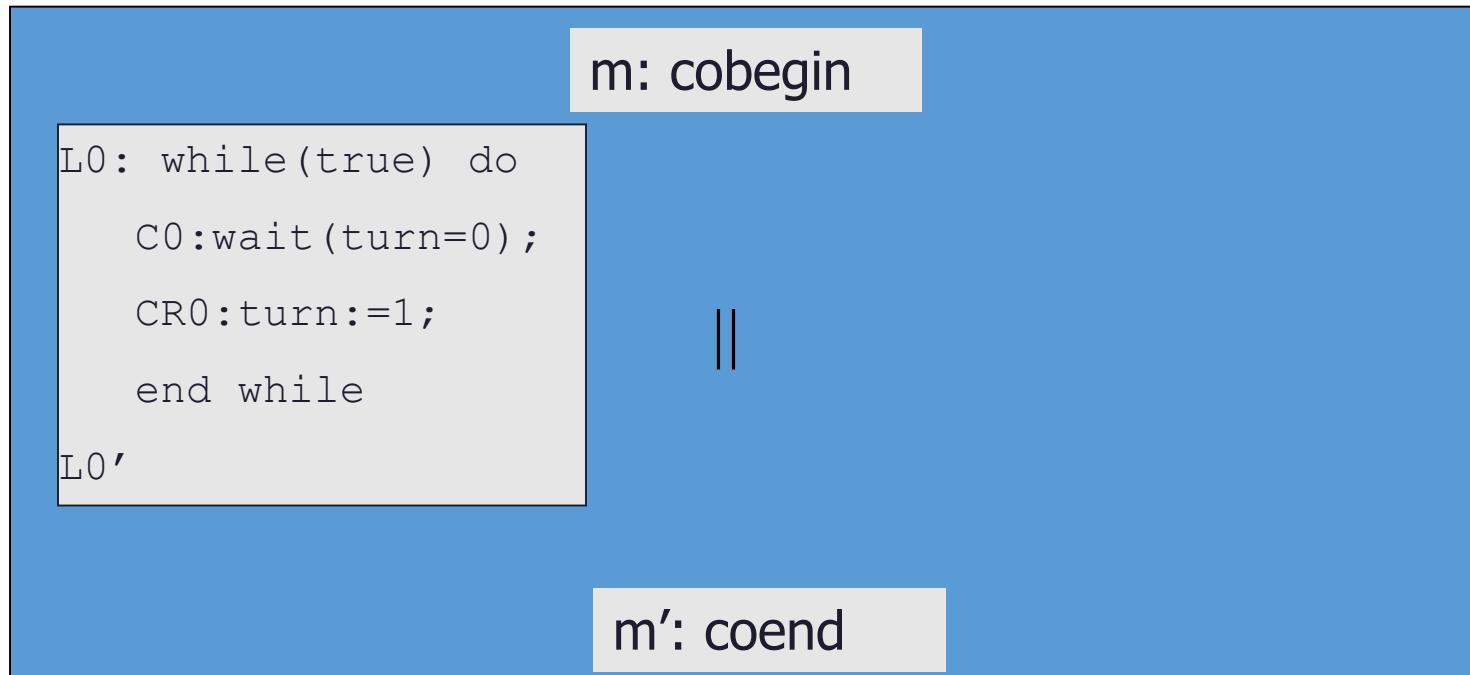 m: cobegin
L0: while(true) do
C0:wait(turn=0);
CR0:turn:=1;
||
end while
L0’
m’: coend